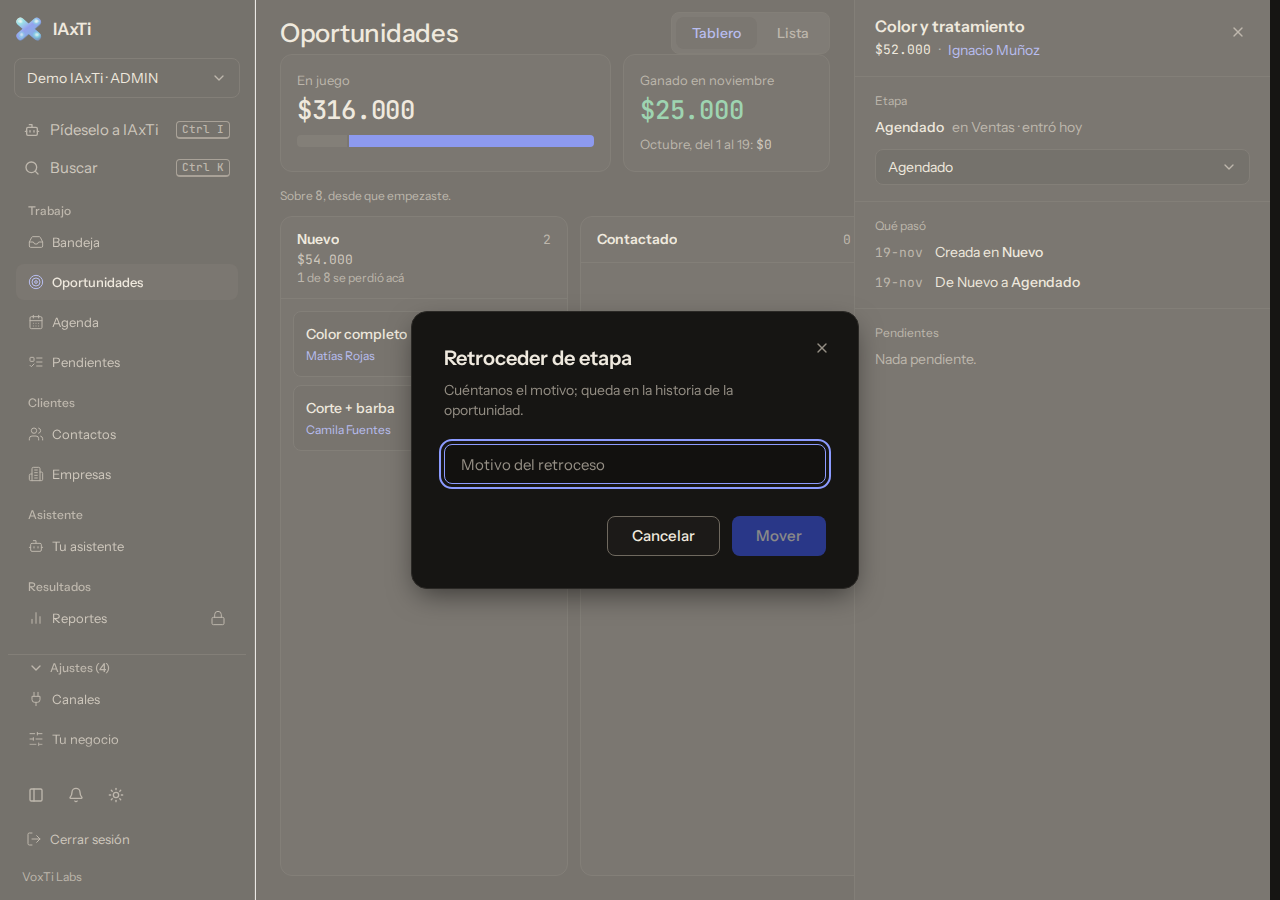 IAxTi
Demo IAxTi · ADMIN
Pídeselo a IAxTi
Ctrl I
Buscar
Ctrl K
Trabajo
Bandeja
Oportunidades
Agenda
Pendientes
Clientes
Contactos
Empresas
Asistente
Tu asistente
Resultados
Reportes
Ajustes (4)
Canales
Tu negocio
Cerrar sesión
VoxTi Labs
Oportunidades
Tablero
Lista
En juego
$316.000
Ganado en noviembre
$25.000
Octubre, del 1 al 19: $0
Sobre 8, desde que empezaste.
Nuevo
2
$54.000
1 de 8 se perdió acá
Color completo
Matías Rojas
Corte + barba
Camila Fuentes
Contactado
0
Retroceder de etapa
Cuéntanos el motivo; queda en la historia de la
oportunidad.
Motivo del retroceso
Cancelar
Mover
Color y tratamiento
$52.000 · Ignacio Muñoz
Etapa
Agendado en Ventas · entró hoy
Agendado
Qué pasó
19-nov Creada en Nuevo
19-nov De Nuevo a Agendado
Pendientes
Nada pendiente.